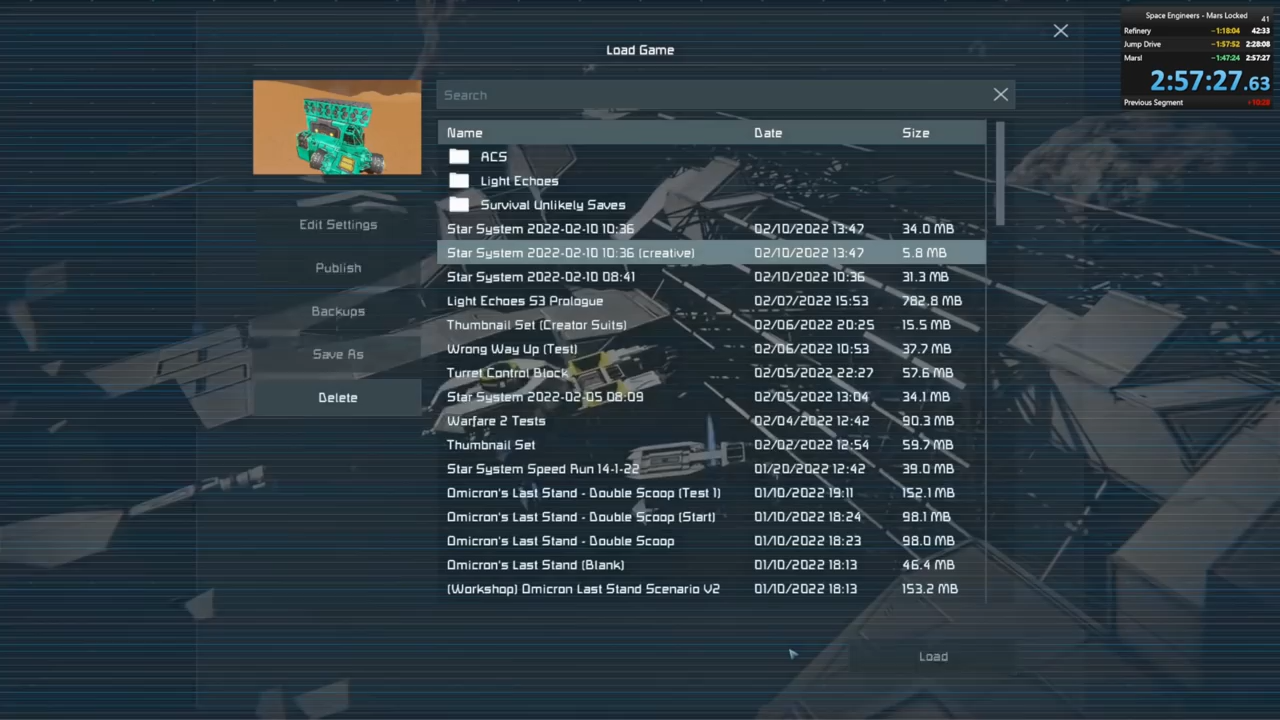 Load Game
Search
Name Date Size
ACS
Light Echoes
Survival Unlikely Saves
Star System 2022-02-10 10:36 02/10/2022 13:47 34.0 MB
Star System 2022-02-10 10:36 (creative) 02/10/2022 13:47 5.8 MB
Star System 2022-02-10 08:41 02/10/2022 10:36 31.3 MB
Light Echoes S3 Prologue 02/07/2022 15:53 782.8 MB
Thumbnail Set (Creator Suits) 02/06/2022 20:25 15.5 MB
Wrong Way Up (Test) 02/06/2022 10:53 37.7 MB
Turret Control Block 02/05/2022 22:27 57.6 MB
Star System 2022-02-05 08:09 02/05/2022 13:04 34.1 MB
Warfare 2 Tests 02/04/2022 12:42 90.3 MB
Thumbnail Set 02/02/2022 12:54 59.7 MB
Star System Speed Run 14-1-22 01/20/2022 12:42 39.0 MB
Omicron's Last Stand - Double Scoop (Test 1) 01/10/2022 19:11 152.1 MB
Omicron's Last Stand - Double Scoop (Start) 01/10/2022 18:24 98.1 MB
Omicron's Last Stand - Double Scoop 01/10/2022 18:23 98.0 MB
Omicron's Last Stand (Blank) 01/10/2022 18:13 46.4 MB
(Workshop) Omicron Last Stand Scenario V2 01/10/2022 18:13 153.2 MB
Edit Settings
Publish
Backups
Save As
Delete
Load
Space Engineers - Mars Locked 41
Refinery -1:18:04 42:33
Jump Drive -1:57:52 2:28:08
Mars! -1:47:24 2:57:27
2:57:27.63
Previous Segment +10:28